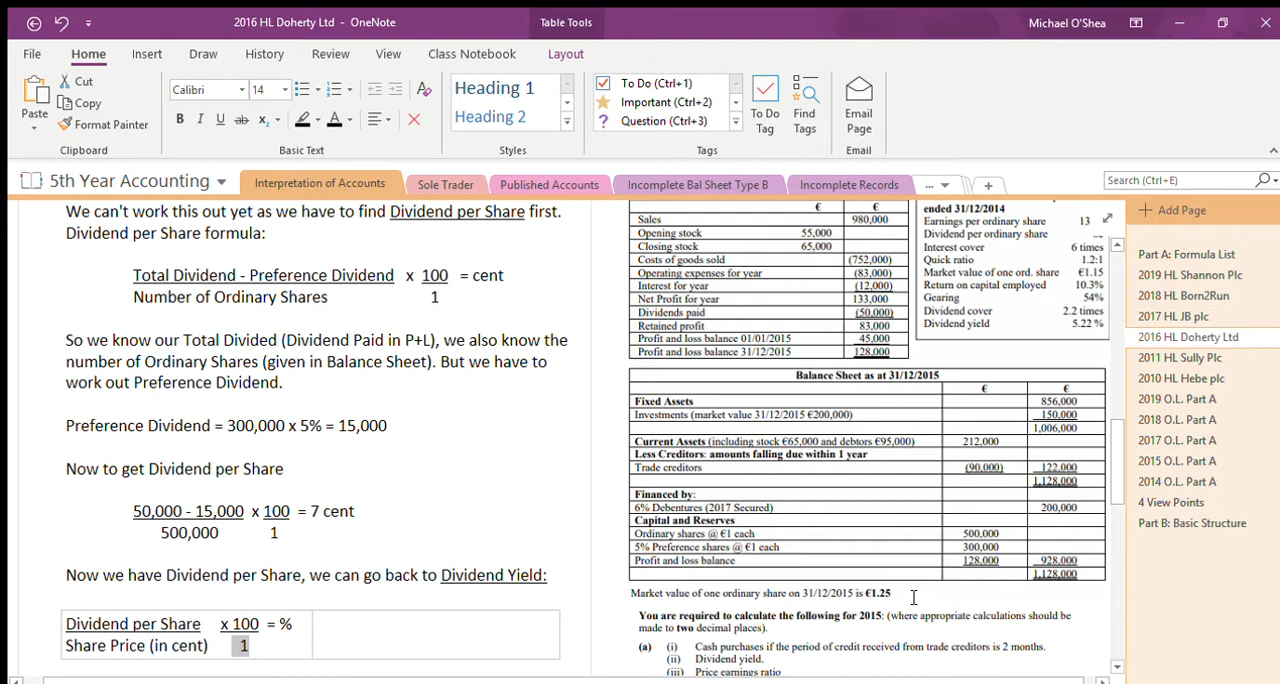 2016 HL Doherty Ltd - OneNote
Table Tools
Michael O'Shea
File Home Insert Draw History Review View Class Notebook Layout
Paste
Cut
Copy
Format Painter
Clipboard
Calibri 14
B I U ab x₂ A
Basic Text
Heading 1
Heading 2
Styles
To Do (Ctrl+1)
Important (Ctrl+2)
? Question (Ctrl+3)
To Do Tag
Find Tags
Tags
Email Page
Email
5th Year Accounting
Interpretation of Accounts
Sole Trader
Published Accounts
Incomplete Bal Sheet Type B
Incomplete Records
...
+
Search (Ctrl+E)
We can't work this out yet as we have to find Dividend per Share first.
Dividend per Share formula:
Total Dividend - Preference Dividend x 100 = cent
Number of Ordinary Shares 1
So we know our Total Divided (Dividend Paid in P+L), we also know the
number of Ordinary Shares (given in Balance Sheet). But we have to
work out Preference Dividend.
Preference Dividend = 300,000 x 5% = 15,000
Now to get Dividend per Share
50,000 - 15,000 x 100 = 7 cent
500,000 1
Now we have Dividend per Share, we can go back to Dividend Yield:
Dividend per Share x 100 = %
Share Price (in cent) 1
€ €
Sales 980,000
Opening stock 55,000
Closing stock 65,000
Costs of goods sold (752,000)
Operating expenses for year (83,000)
Interest for year (12,000)
Net Profit for year 133,000
Dividends paid (50,000)
Retained profit 83,000
Profit and loss balance 01/01/2015 45,000
Profit and loss balance 31/12/2015 128,000
ended 31/12/2014
Earnings per ordinary share 13
Dividend per ordinary share
Interest cover 6 times
Quick ratio 1.2:1
Market value of one ord. share €1.15
Return on capital employed 10.3%
Gearing 54%
Dividend cover 2.2 times
Dividend yield 5.22 %
Balance Sheet as at 31/12/2015
€ €
Fixed Assets 856,000
Investments (market value 31/12/2015 €200,000) 150,000
1,006,000
Current Assets (including stock €65,000 and debtors €95,000) 212,000
Less Creditors: amounts falling due within 1 year
Trade creditors (90,000) 122,000
1,128,000
Financed by:
6% Debentures (2017 Secured) 200,000
Capital and Reserves
Ordinary shares @ €1 each 500,000
5% Preference shares @ €1 each 300,000
Profit and loss balance 128,000 928,000
1,128,000
Market value of one ordinary share on 31/12/2015 is €1.25
You are required to calculate the following for 2015: (where appropriate calculations should be
made to two decimal places).
(a) (i) Cash purchases if the period of credit received from trade creditors is 2 months.
(ii) Dividend yield.
(iii) Price earnings ratio
+ Add Page
Part A: Formula List
2019 HL Shannon Plc
2018 HL Born2Run
2017 HL JB plc
2016 HL Doherty Ltd
2011 HL Sully Plc
2010 HL Hebe plc
2019 O.L. Part A
2018 O.L. Part A
2017 O.L. Part A
2015 O.L. Part A
2014 O.L. Part A
4 View Points
Part B: Basic Structure